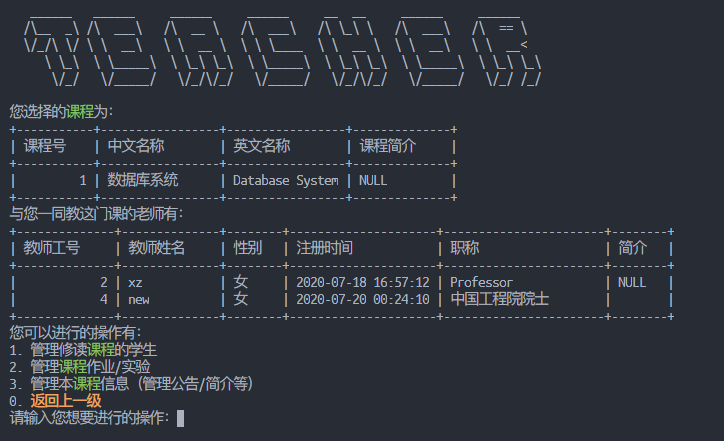 TEACHER
您选择的课程为:
课程号 | 中文名称 | 英文名称 | 课程简介
1 | 数据库系统 | Database System | NULL
与您一同教这门课的老师有:
教师工号 | 教师姓名 | 性别 | 注册时间 | 职称 | 简介
2 | xz | 女 | 2020-07-18 16:57:12 | Professor | NULL
4 | new | 女 | 2020-07-20 00:24:10 | 中国工程院院士 |
您可以进行的操作有:
1. 管理修读课程的学生
2. 管理课程作业/实验
3. 管理本课程信息（管理公告/简介等）
0. 返回上一级
请输入您想要进行的操作: